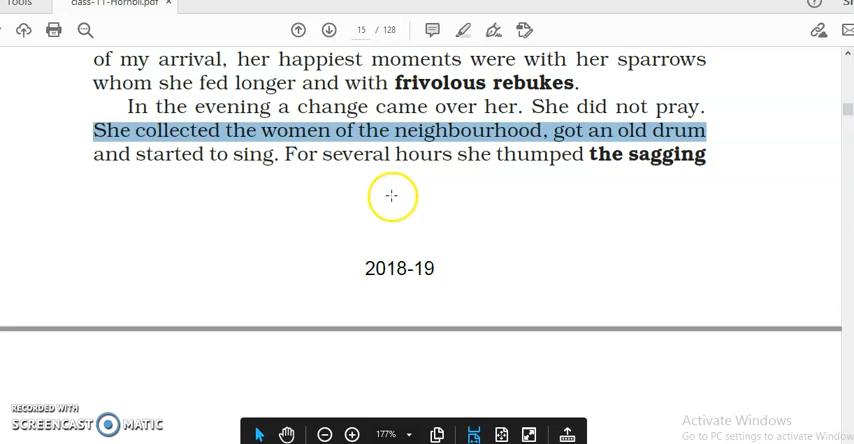 Tools
class-11-Hornbil.pdf ×
15 / 128
of my arrival, her happiest moments were with her sparrows
whom she fed longer and with frivolous rebukes.
In the evening a change came over her. She did not pray.
She collected the women of the neighbourhood, got an old drum
and started to sing. For several hours she thumped the sagging
2018-19
RECORDED WITH
SCREENCAST MATIC
177%
Activate Windows
Go to PC settings to activate Window